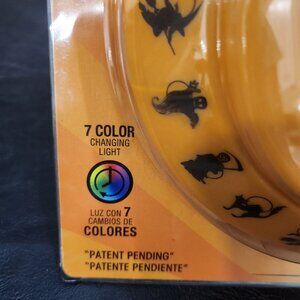 7 COLOR
CHANGING
LIGHT
LUZ CON 7
CAMBIOS DE
COLORES
"PATENT PENDING"
"PATENTE PENDIENTE"